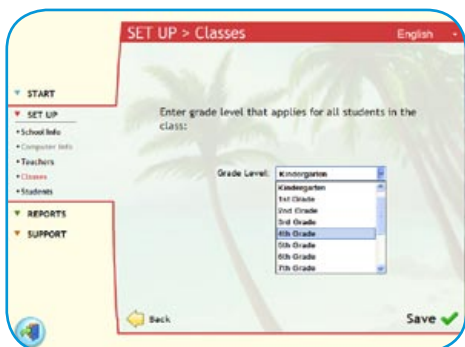 SET UP > Classes
English
START
SET UP
• School Info
• Computer Info
• Teachers
• Classes
• Students
REPORTS
SUPPORT
Enter grade level that applies for all students in the
class:
Grade Level: Kindergarten
Kindergarten
1st Grade
2nd Grade
3rd Grade
4th Grade
5th Grade
6th Grade
7th Grade
Back
Save